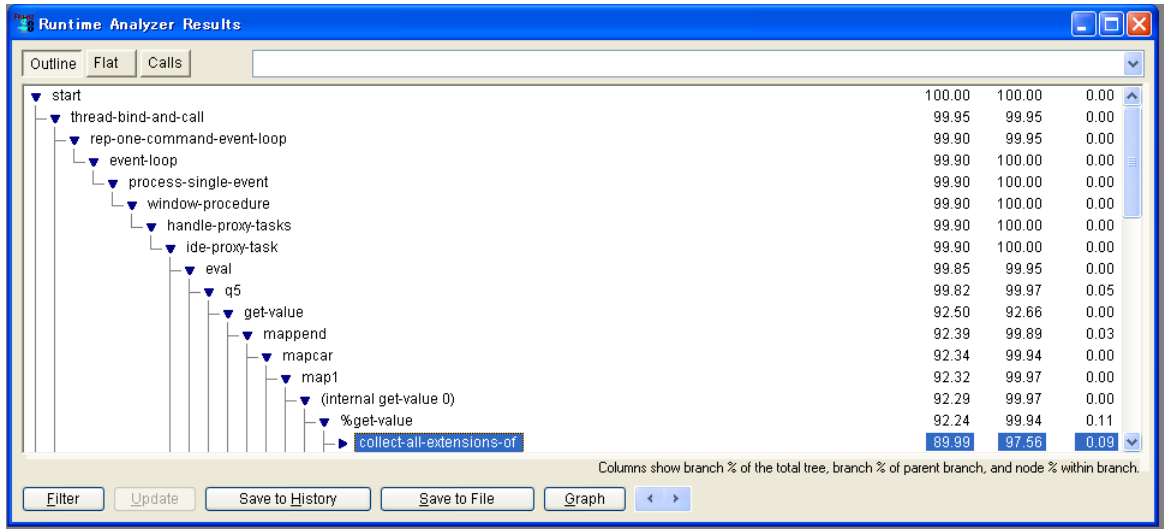 Runtime Analyzer Results
Outline Flat Calls
start 100.00 100.00 0.00
thread-bind-and-call 99.95 99.95 0.00
rep-one-command-event-loop 99.90 99.95 0.00
event-loop 99.90 100.00 0.00
process-single-event 99.90 100.00 0.00
window-procedure 99.90 100.00 0.00
handle-proxy-tasks 99.90 100.00 0.00
ide-proxy-task 99.90 100.00 0.00
eval 99.85 99.95 0.00
q5 99.82 99.97 0.05
get-value 92.50 92.66 0.00
mappend 92.39 99.89 0.03
mapcar 92.34 99.94 0.00
map1 92.32 99.97 0.00
(internal get-value 0) 92.29 99.97 0.00
%get-value 92.24 99.94 0.11
collect-all-extensions-of 89.99 97.56 0.09
Columns show branch % of the total tree, branch % of parent branch, and node % within branch.
Filter Update Save to History Save to File Graph